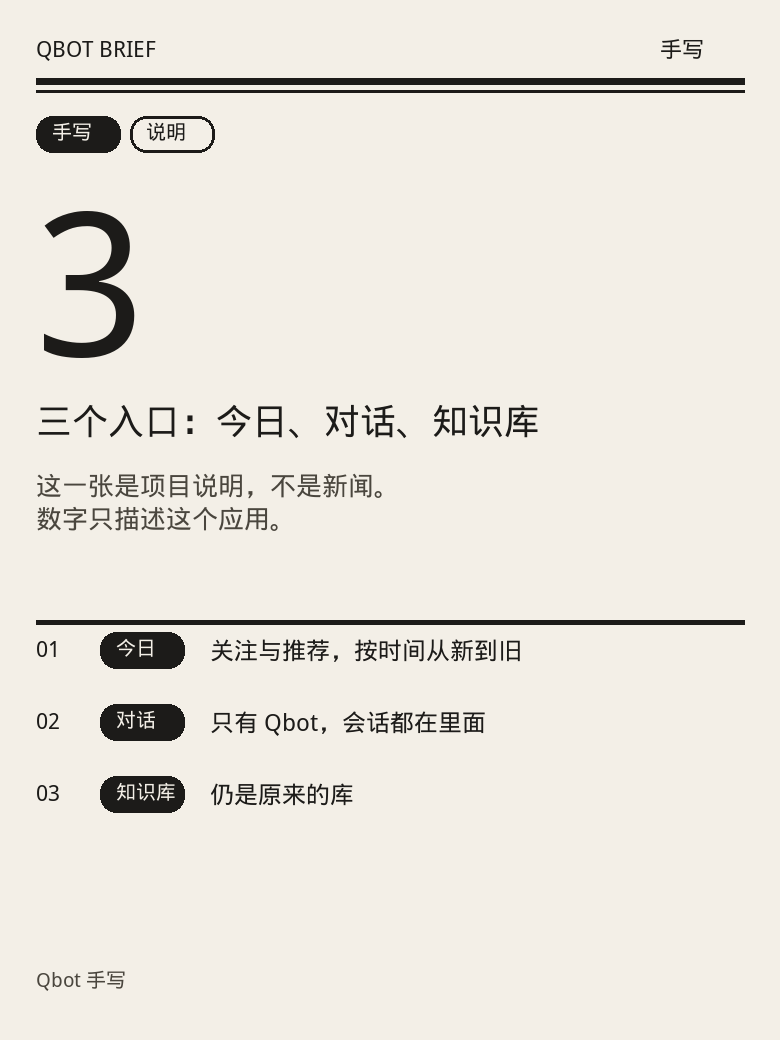 QBOT BRIEF 手写
手写 说明
3
三个入口：今日、对话、知识库
这一张是项目说明，不是新闻。
数字只描述这个应用。
01 今日 关注与推荐，按时间从新到旧
02 对话 只有 Qbot，会话都在里面
03 知识库 仍是原来的库
Qbot 手写